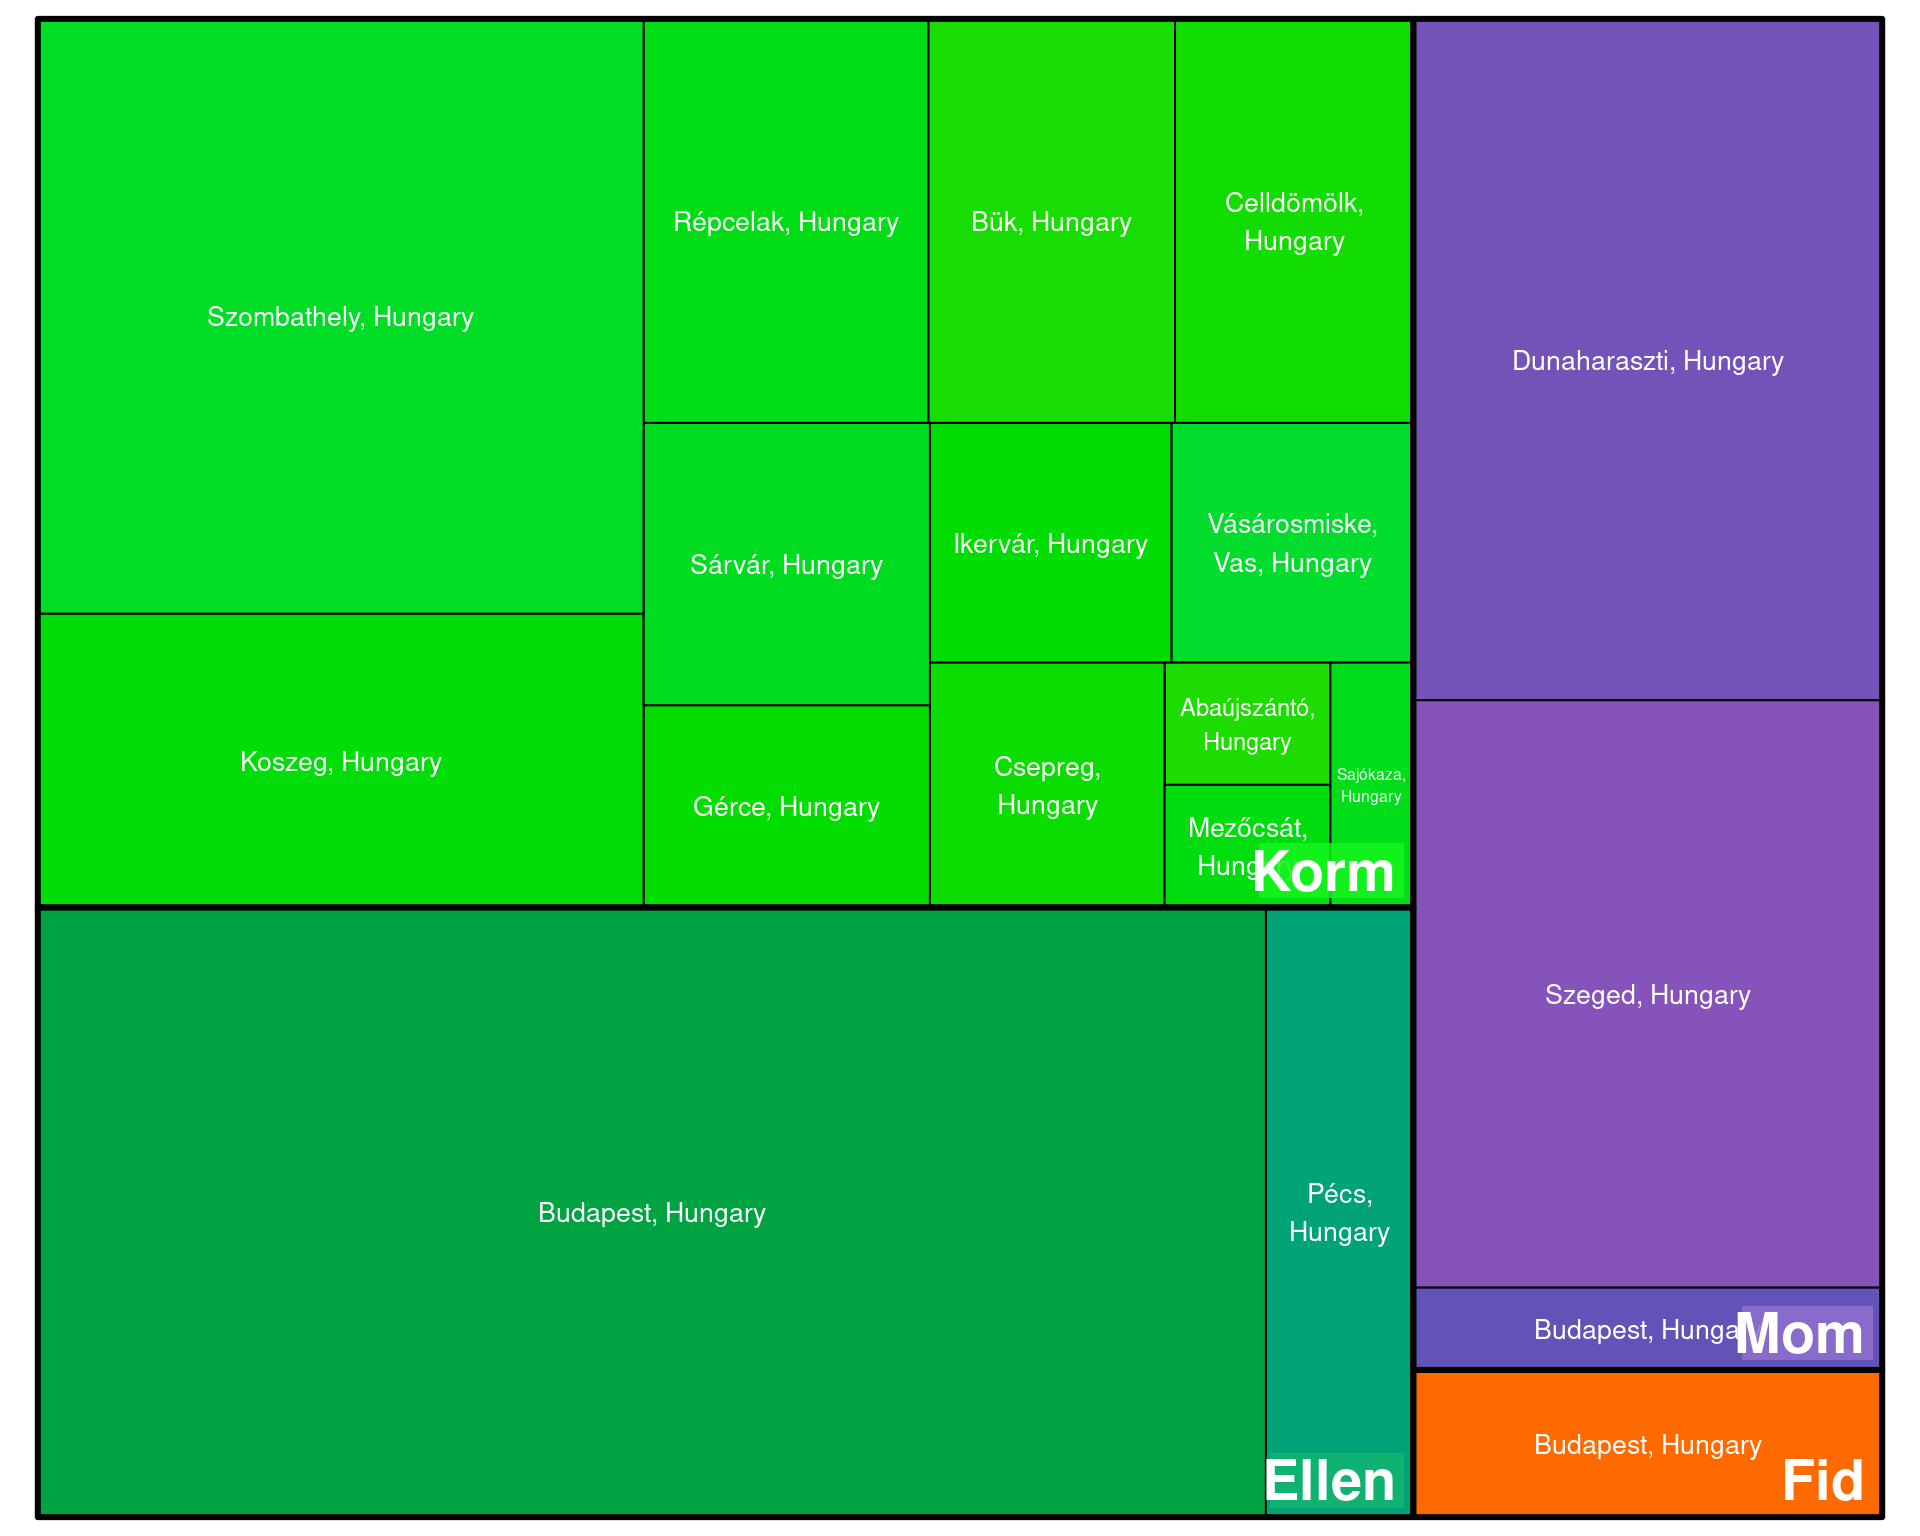 Szombathely, Hungary
Répcelak, Hungary
Bük, Hungary
Celldömölk,
Hungary
Dunaharaszti, Hungary
Sárvár, Hungary
Ikervár, Hungary
Vásárosmiske,
Vas, Hungary
Koszeg, Hungary
Gérce, Hungary
Csepreg,
Hungary
Abaújszántó,
Hungary
Sajókaza,
Hungary
Mezőcsát,
Hungary
Korm
Szeged, Hungary
Budapest, Hungary
Pécs,
Hungary
Ellen
Budapest, Hungary
Mom
Budapest, Hungary
Fid